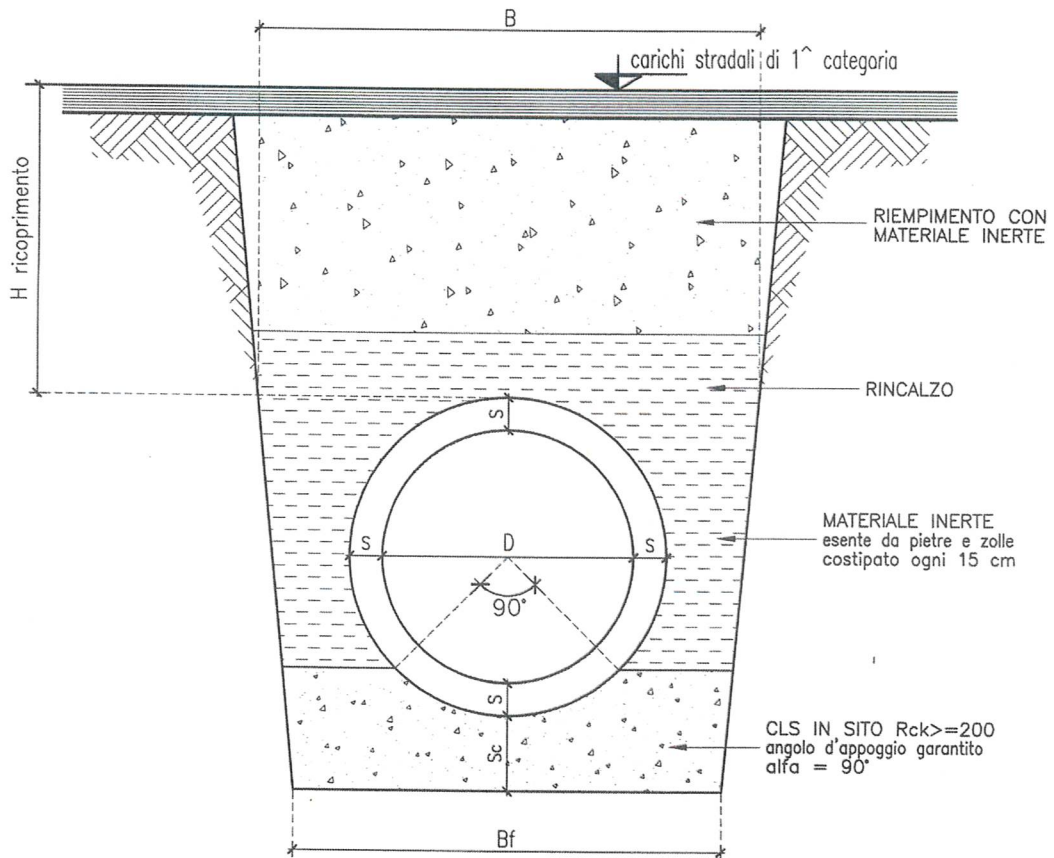 B
carichi stradali di 1^ categoria
H ricoprimento
RIEMPIMENTO CON
MATERIALE INERTE
RINCALZO
S
S
D
S
MATERIALE INERTE
esente da pietre e zolle
costipato ogni 15 cm
90°
S
Sc
CLS IN SITO Rck>=200
angolo d'appoggio garantito
alfa = 90°
Bf